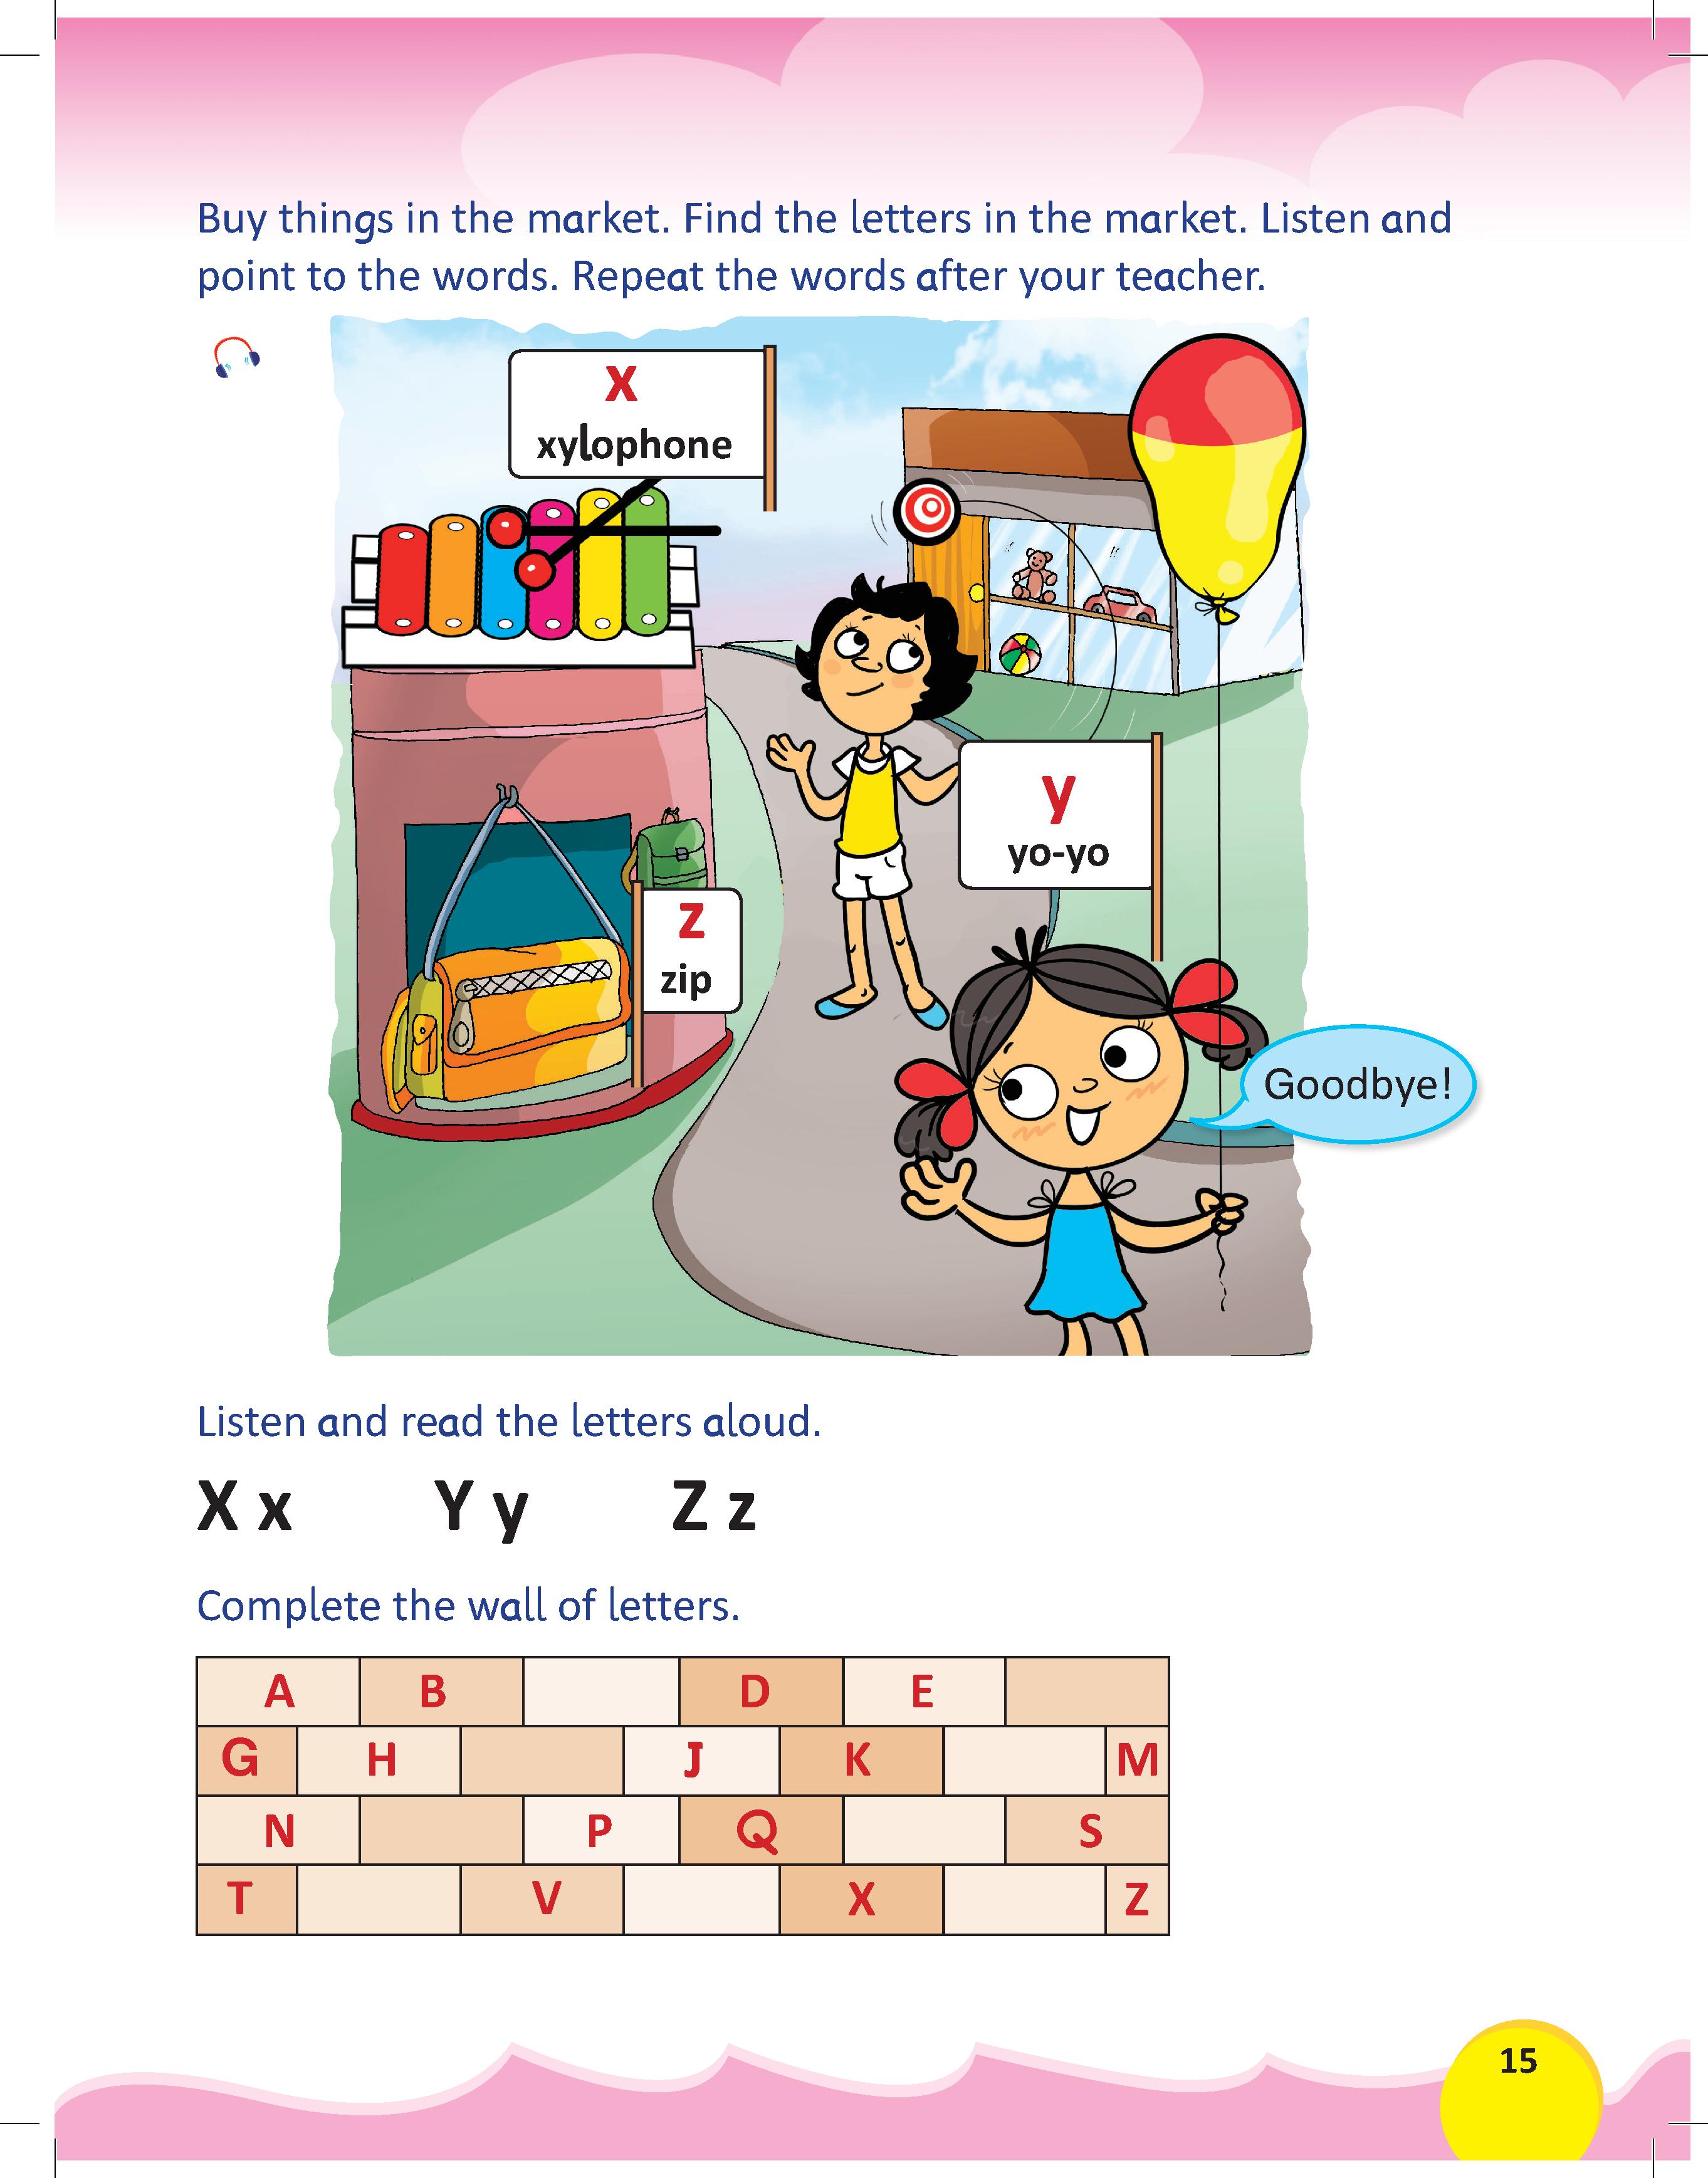 Buy things in the market. Find the letters in the market. Listen and
point to the words. Repeat the words after your teacher.
x
xylophone
y
yo-yo
z
zip
Goodbye!
Listen and read the letters aloud.
X x Y y Z z
Complete the wall of letters.
A B D E
G H J K M
N P Q S
T V X Z
15